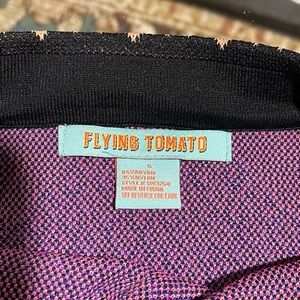 FLYING TOMATO
S
65%RAYON
35%NYLON
MADE IN CHINA
SEE REVERSE FOR CARE